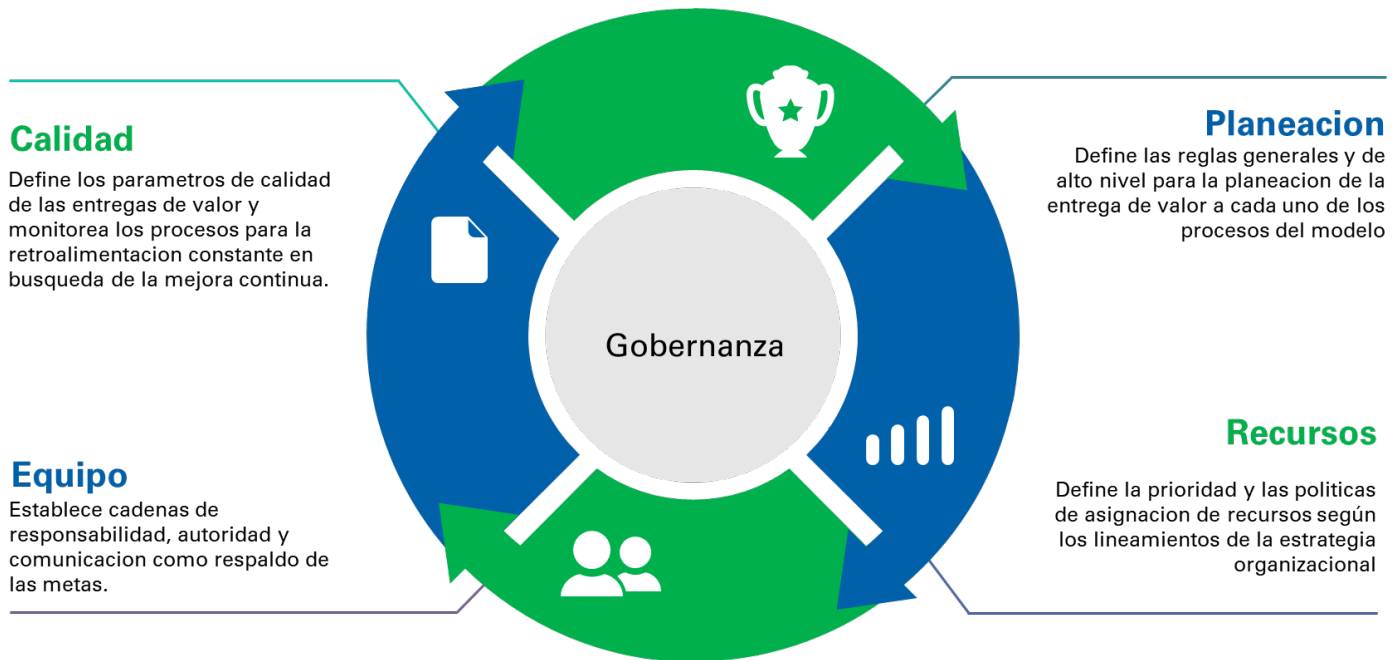 Calidad
Define los parametros de calidad
de las entregas de valor y
monitorea los procesos para la
retroalimentacion constante en
busqueda de la mejora continua.
Planeacion
Define las reglas generales y de
alto nivel para la planeacion de la
entrega de valor a cada uno de los
procesos del modelo
Gobernanza
Equipo
Establece cadenas de
responsabilidad, autoridad y
comunicacion como respaldo de
las metas.
Recursos
Define la prioridad y las politicas
de asignacion de recursos según
los lineamientos de la estrategia
organizacional